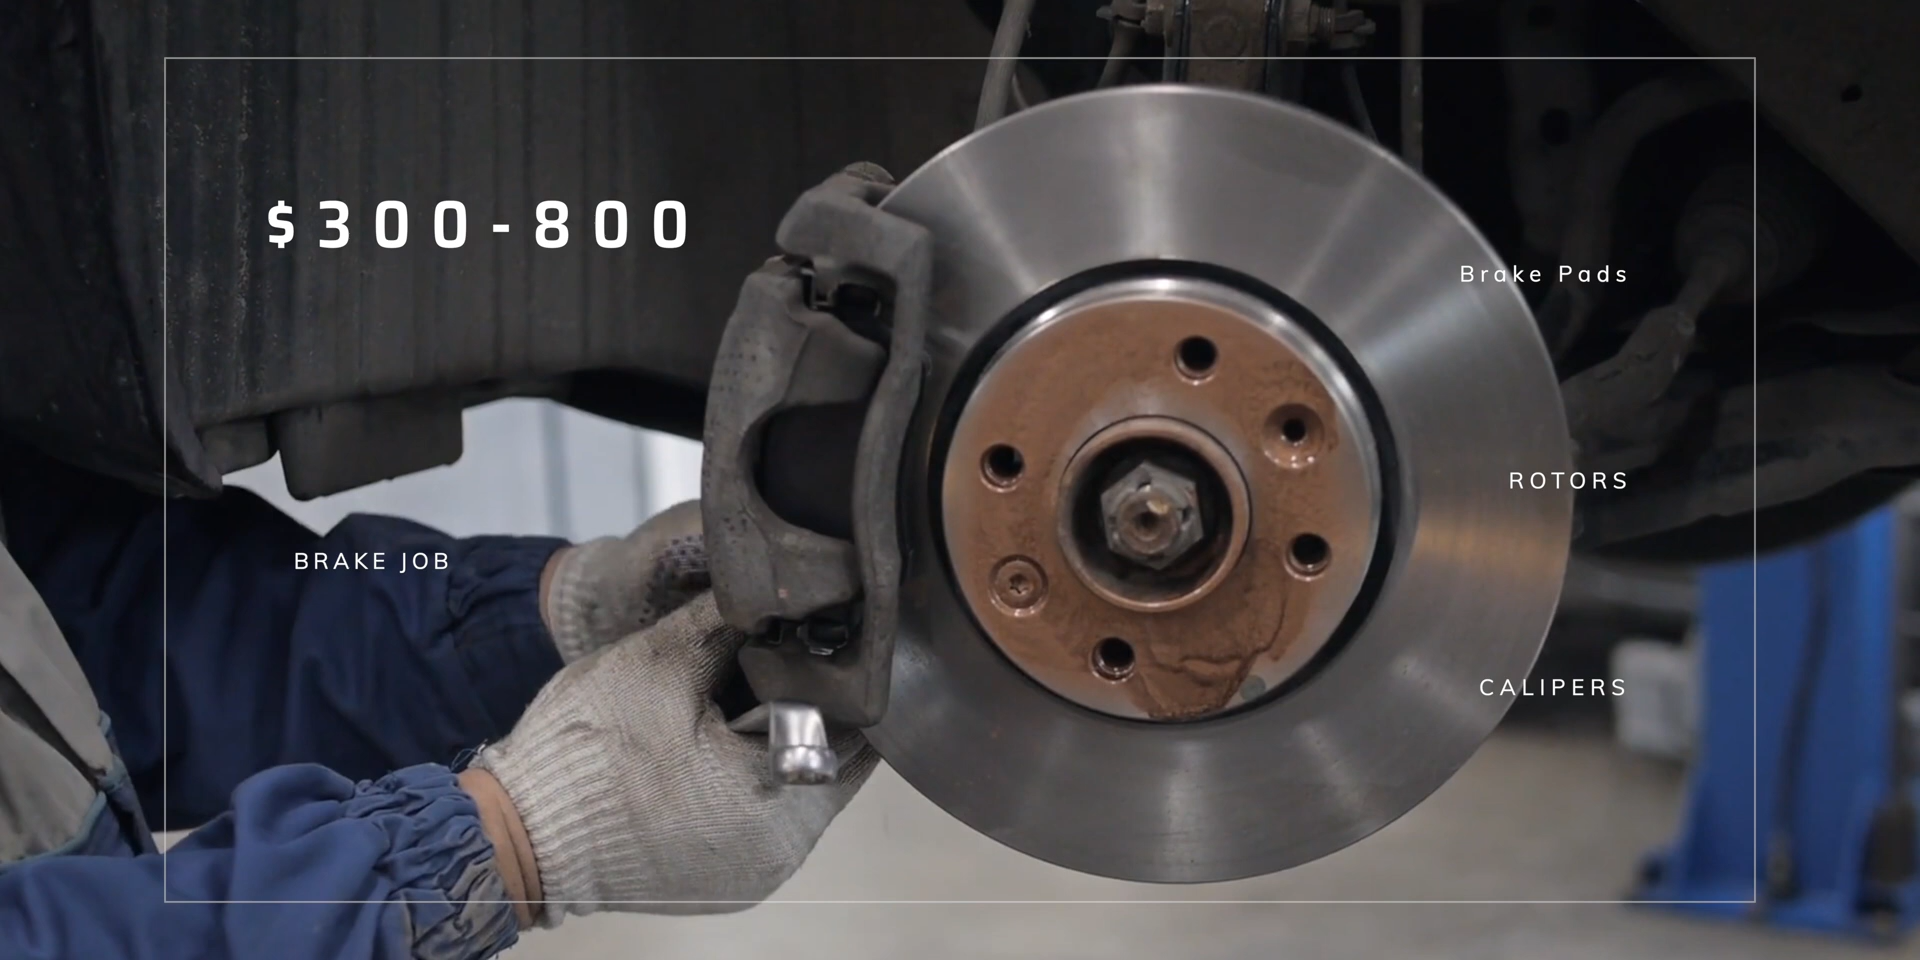 $300-800
BRAKE JOB
Brake Pads
ROTORS
CALIPERS